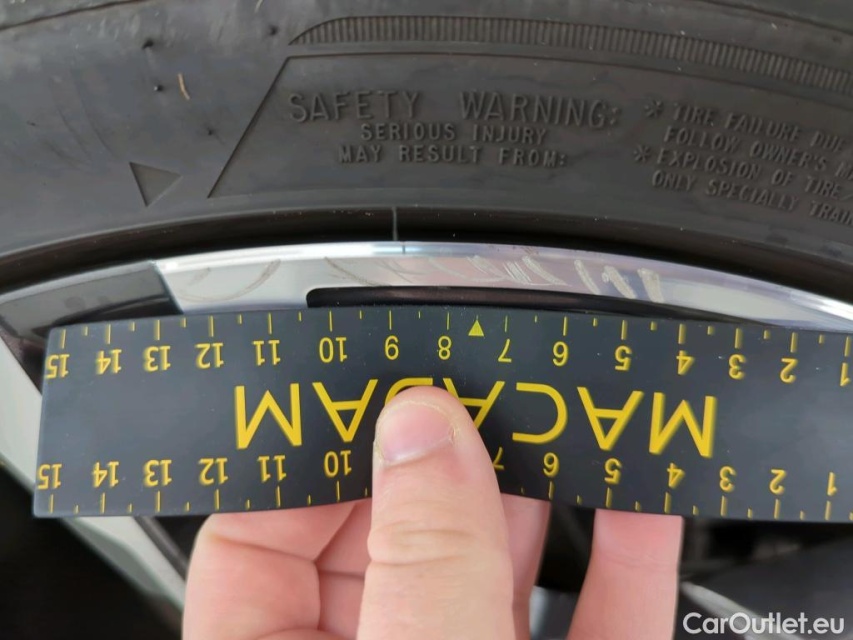 SAFETY WARNING:
SERIOUS INJURY
MAY RESULT FROM:
* TIRE FAILURE DUE
FOLLOW OWNER'S
* EXPLOSION OF TIRE
ONLY SPECIALLY
1 2 3 4 5 6 7 8 9 10 11 12 13 14 15
MACADAM
1 2 3 4 5 6 7 10 11 12 13 14 15
CarOutlet.eu